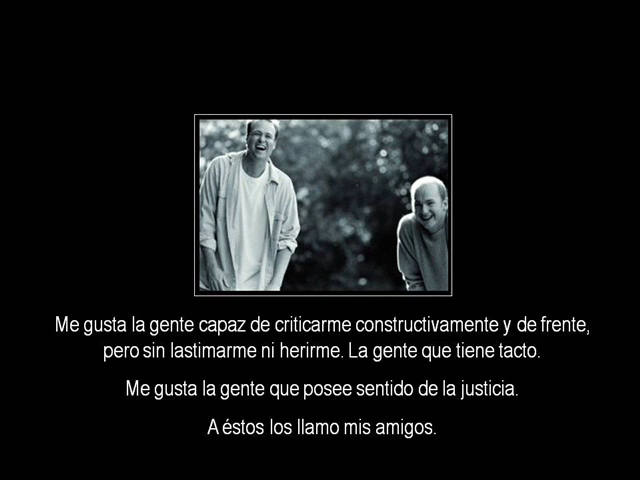 Me gusta la gente capaz de criticarme constructivamente y de frente,
pero sin lastimarme ni herirme. La gente que tiene tacto.
Me gusta la gente que posee sentido de la justicia.
A éstos los llamo mis amigos.